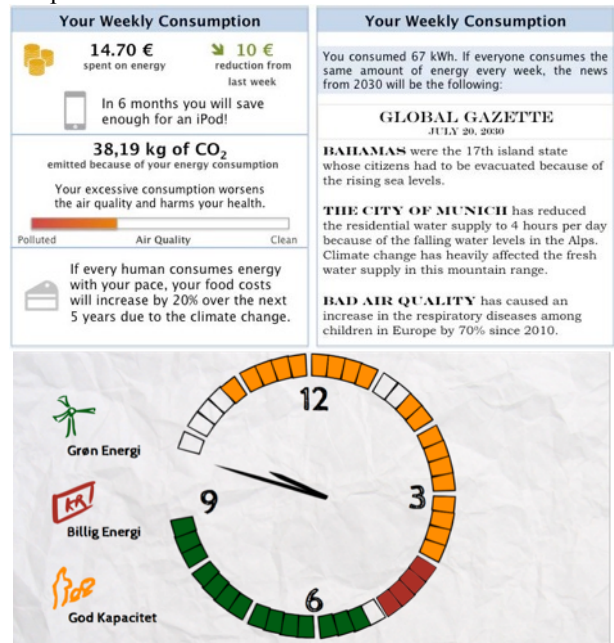 Your Weekly Consumption
14.70 €
spent on energy
10 €
reduction from
last week
In 6 months you will save
enough for an iPod!
38,19 kg of CO2
emitted because of your energy consumption
Your excessive consumption worsens
the air quality and harms your health.
Polluted Air Quality Clean
If every human consumes energy
with your pace, your food costs
will increase by 20% over the next
5 years due to the climate change.
Your Weekly Consumption
You consumed 67 kWh. If everyone consumes the
same amount of energy every week, the news
from 2030 will be the following:
GLOBAL GAZETTE
JULY 20, 2030
BAHAMAS were the 17th island state
whose citizens had to be evacuated because of
the rising sea levels.
THE CITY OF MUNICH has reduced
the residential water supply to 4 hours per day
because of the falling water levels in the Alps.
Climate change has heavily affected the fresh
water supply in this mountain range.
BAD AIR QUALITY has caused an
increase in the respiratory diseases among
children in Europe by 70% since 2010.
Grøn Energi
KR
Billig Energi
God Kapacitet
12
3
6
9